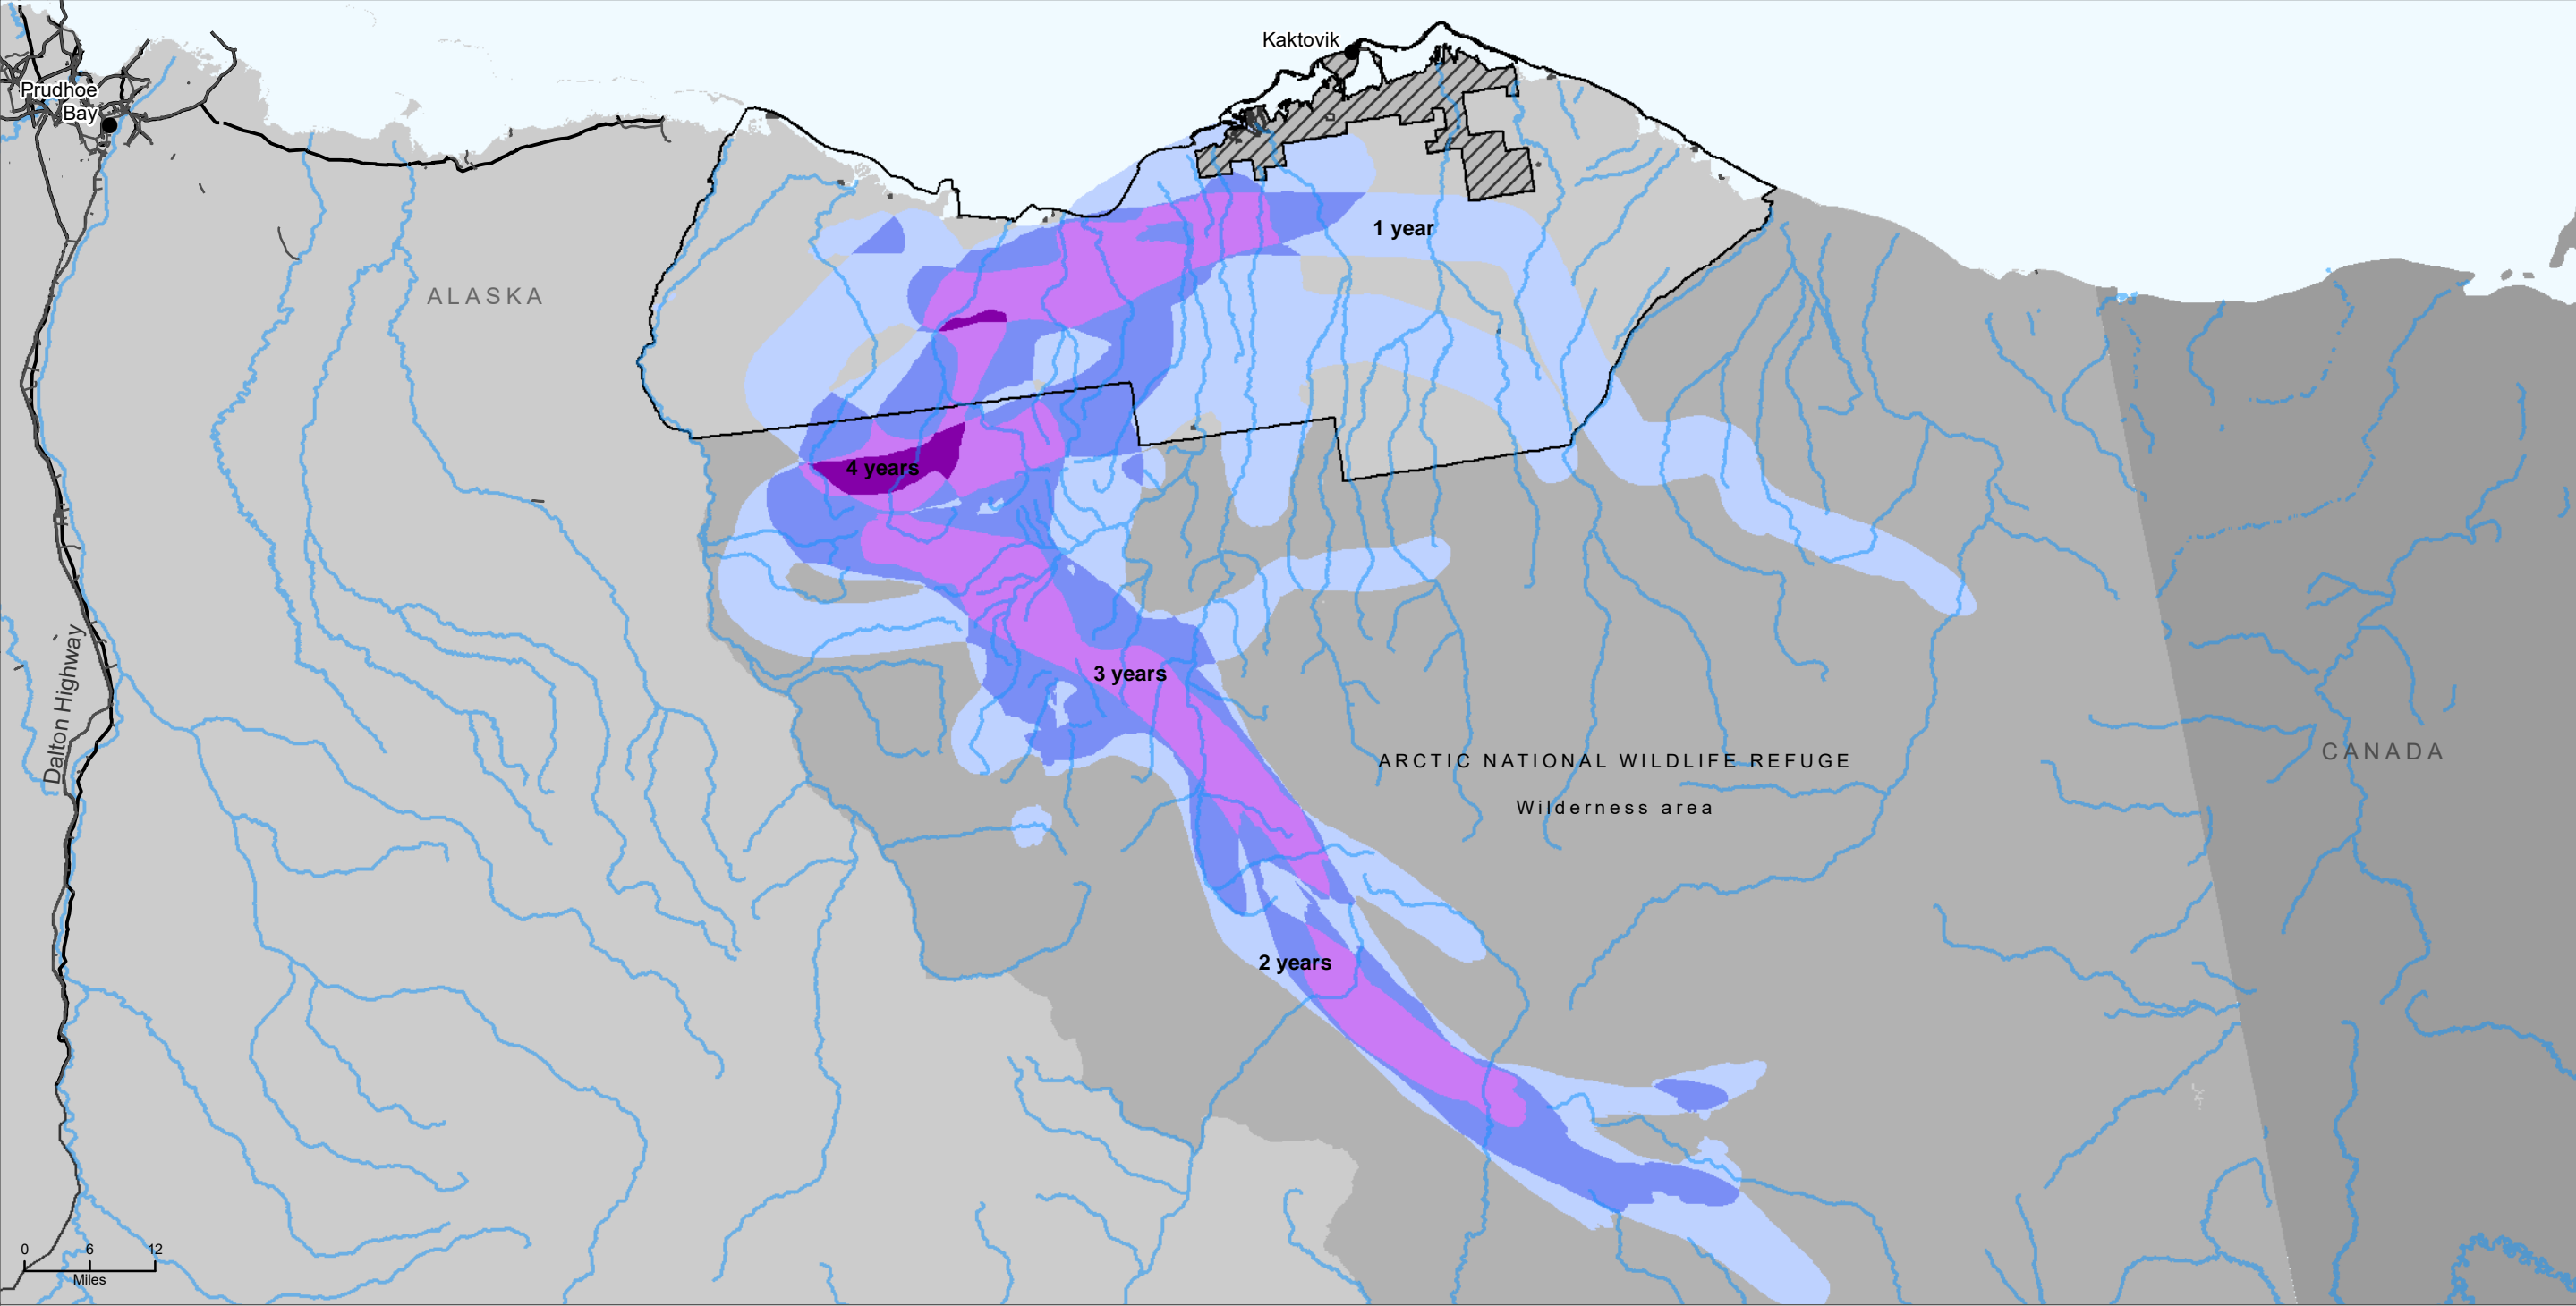 Kaktovik
Prudhoe
Bay
1 year
ALASKA
4 years
3 years
Dalton Highway
ARCTIC NATIONAL WILDLIFE REFUGE
Wilderness area
CANADA
2 years
0 6 12
Miles